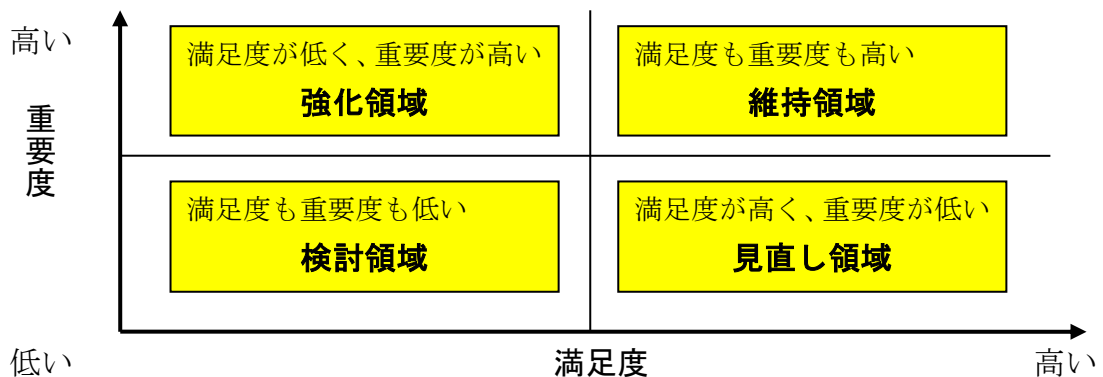 高い
満足度が低く、重要度が高い
強化領域
満足度も重要度も高い
維持領域
重要度
満足度も重要度も低い
検討領域
満足度が高く、重要度が低い
見直し領域
低い
満足度
高い